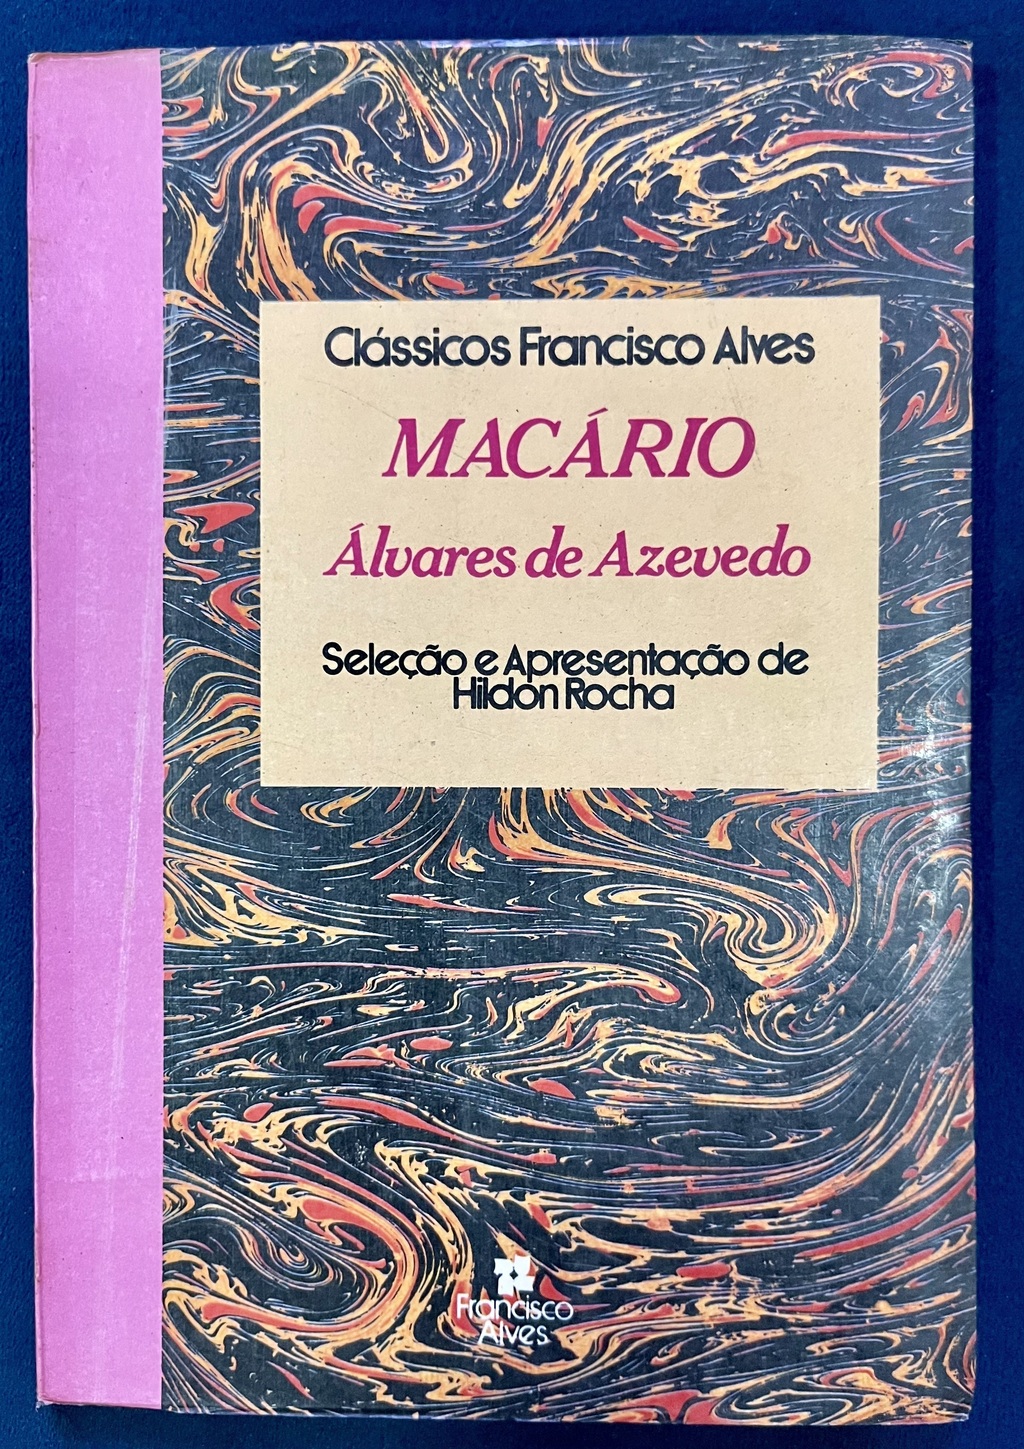 Clássicos Francisco Alves
MACÁRIO
Álvares de Azevedo
Seleção e Apresentação de
Hildon Rocha
Francisco
Alves